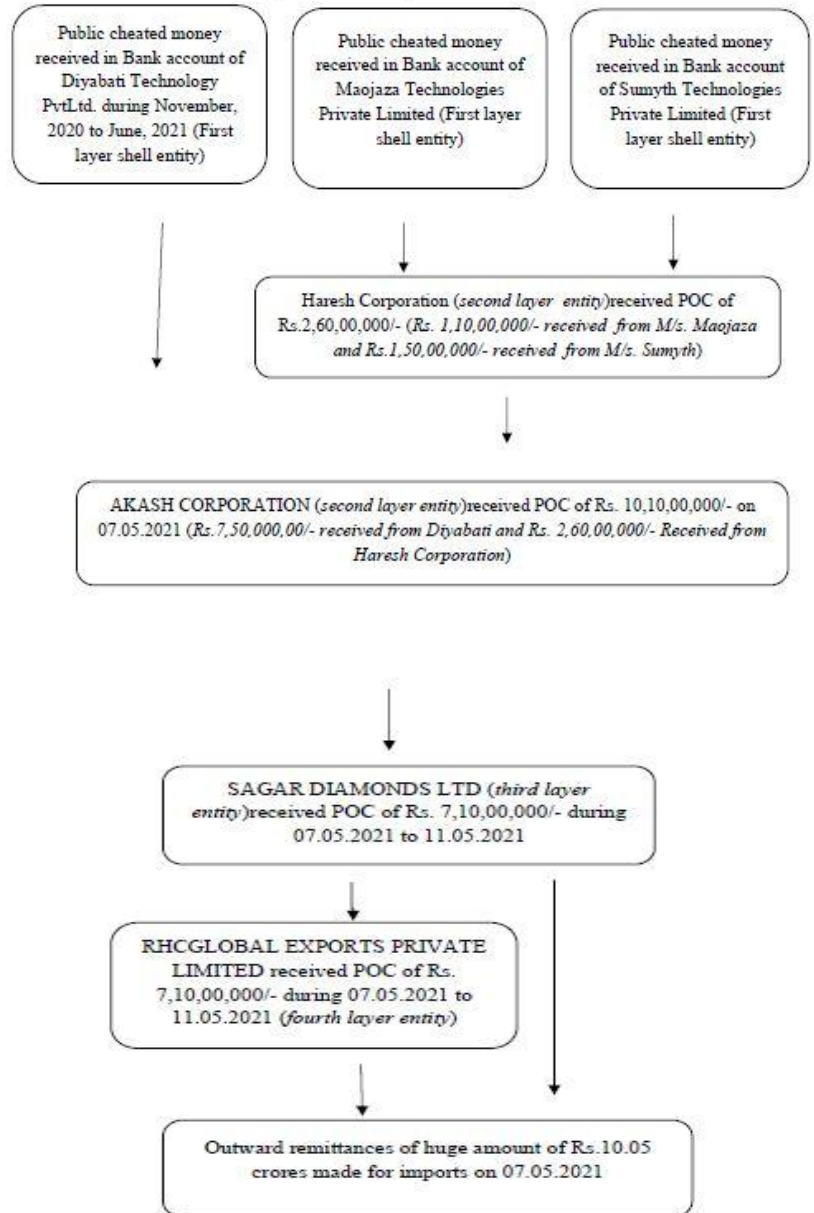 Public cheated money
received in Bank account of
Diyabati Technology
PvtLtd. during November,
2020 to June, 2021 (First
layer shell entity)
Public cheated money
received in Bank account of
Maojaza Technologies
Private Limited (First layer
shell entity)
Public cheated money
received in Bank account
of Sumyth Technologies
Private Limited (First
layer shell entity)
Haresh Corporation (second layer entity)received POC of
Rs.2,60,00,000/- (Rs. 1,10,00,000/- received from M/s. Maojaza
and Rs.1,50,00,000/- received from M/s. Sumyth)
AKASH CORPORATION (second layer entity)received POC of Rs. 10,10,00,000/- on
07.05.2021 (Rs.7,50,000,00/- received from Diyabati and Rs. 2,60,00,000/- Received from
Haresh Corporation)
SAGAR DIAMONDS LTD (third layer
entity)received POC of Rs. 7,10,00,000/- during
07.05.2021 to 11.05.2021
RHCGLOBAL EXPORTS PRIVATE
LIMITED received POC of Rs.
7,10,00,000/- during 07.05.2021 to
11.05.2021 (fourth layer entity)
Outward remittances of huge amount of Rs.10.05
crores made for imports on 07.05.2021